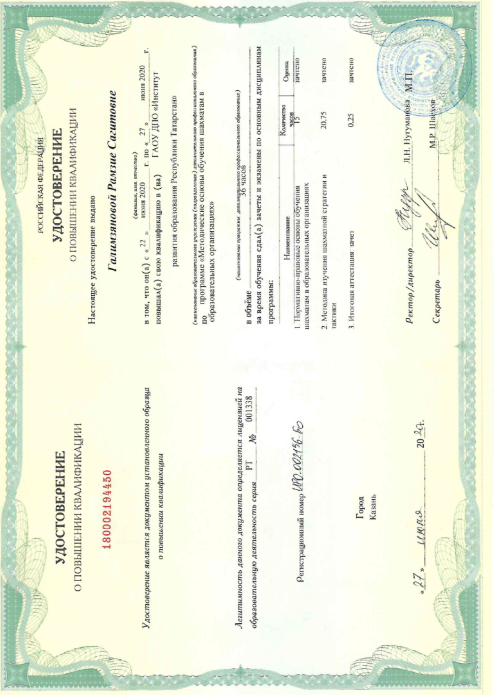 УДОСТОВЕРЕНИЕ
О ПОВЫШЕНИИ КВАЛИФИКАЦИИ
180002194450
Удостоверение является документом установленного образца
о повышении квалификации
Легитимность данного документа определяется лицензией на
образовательную деятельность серия РТ № 001338
Регистрационный номер
Город
Казань
« 27 » июня 20 20 г.
РОССИЙСКАЯ ФЕДЕРАЦИЯ
УДОСТОВЕРЕНИЕ
О ПОВЫШЕНИИ КВАЛИФИКАЦИИ
Настоящее удостоверение выдано
Галимзяновой Рамзие Сагитовне
(фамилия, имя, отчество)
в том, что он(а) с « 22 » июня 2020 г. по « 27 » июня 2020 г.
повышал(а) свою квалификацию в (на) ГАОУ ДПО «Институт
развития образования Республики Татарстан»
(наименование образовательного учреждения (подразделения) дополнительного профессионального образования)
по программе «Методические основы обучения шахматам в
образовательных организациях»
(наименование программы дополнительного профессионального образования)
в объёме 36 часов
за время обучения сдал(а) зачеты и экзамены по основным дисциплинам
программы:
Наименование Количество часов Оценка
1. Нормативно-правовые основы обучения шахматам в образовательных организациях 15 зачтено
2. Методика изучения шахматной стратегии и тактики 20,75 зачтено
3. Итоговая аттестация зачет 0,25 зачтено
Ректор/директор Л.Н. Нугуманова М.П.
Секретарь М.Р.